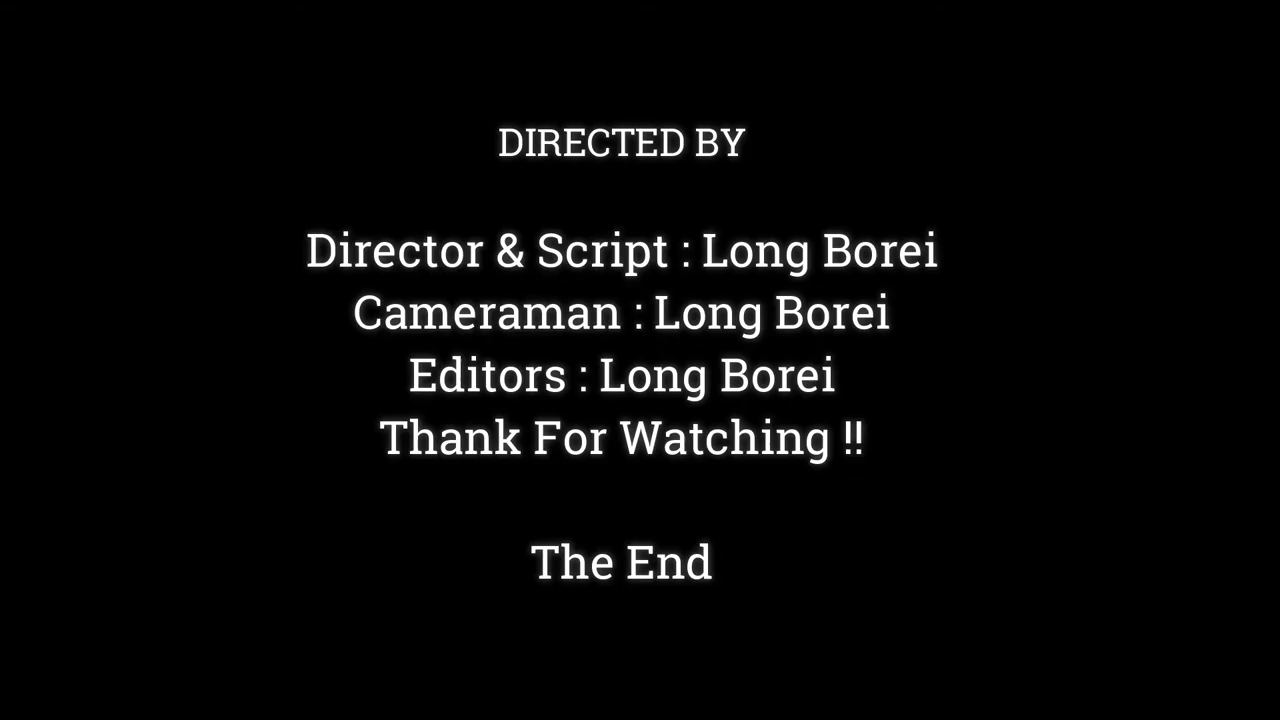 DIRECTED BY
Director & Script : Long Borei
Cameraman : Long Borei
Editors : Long Borei
Thank For Watching !!
The End